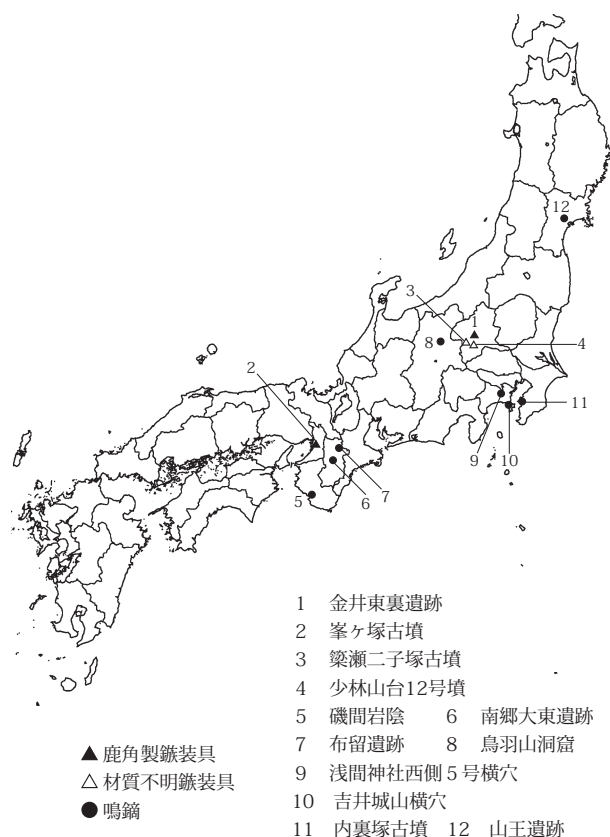 12
3
1
8
4
2
11
9
10
5
6
7
1 金井東裏遺跡
2 峯ヶ塚古墳
3 簗瀬二子塚古墳
4 少林山台12号墳
5 磯間岩陰 6 南郷大東遺跡
7 布留遺跡 8 鳥羽山洞窟
9 浅間神社西側5号横穴
10 吉井城山横穴
11 内裏塚古墳 12 山王遺跡
▲ 鹿角製鏃装具
△ 材質不明鏃装具
● 鳴鏑